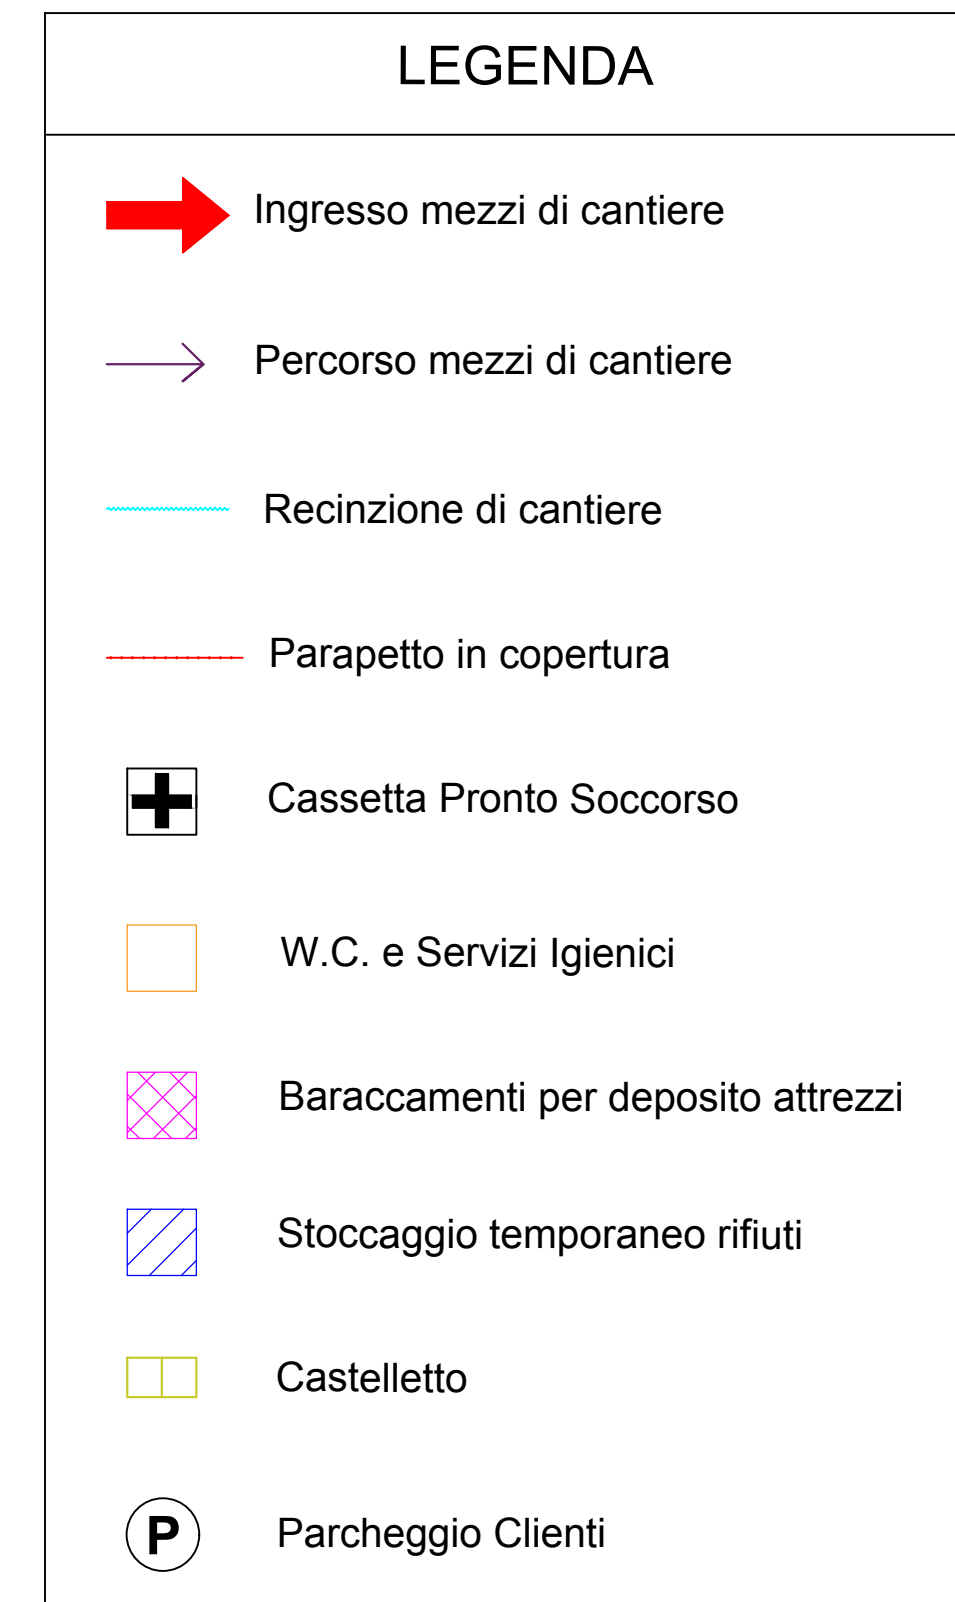 LEGENDA
Ingresso mezzi di cantiere
Percorso mezzi di cantiere
Recinzione di cantiere
Parapetto in copertura
Cassetta Pronto Soccorso
W.C. e Servizi Igienici
Baraccamenti per deposito attrezzi
Stoccaggio temporaneo rifiuti
Castelletto
P Parcheggio Clienti